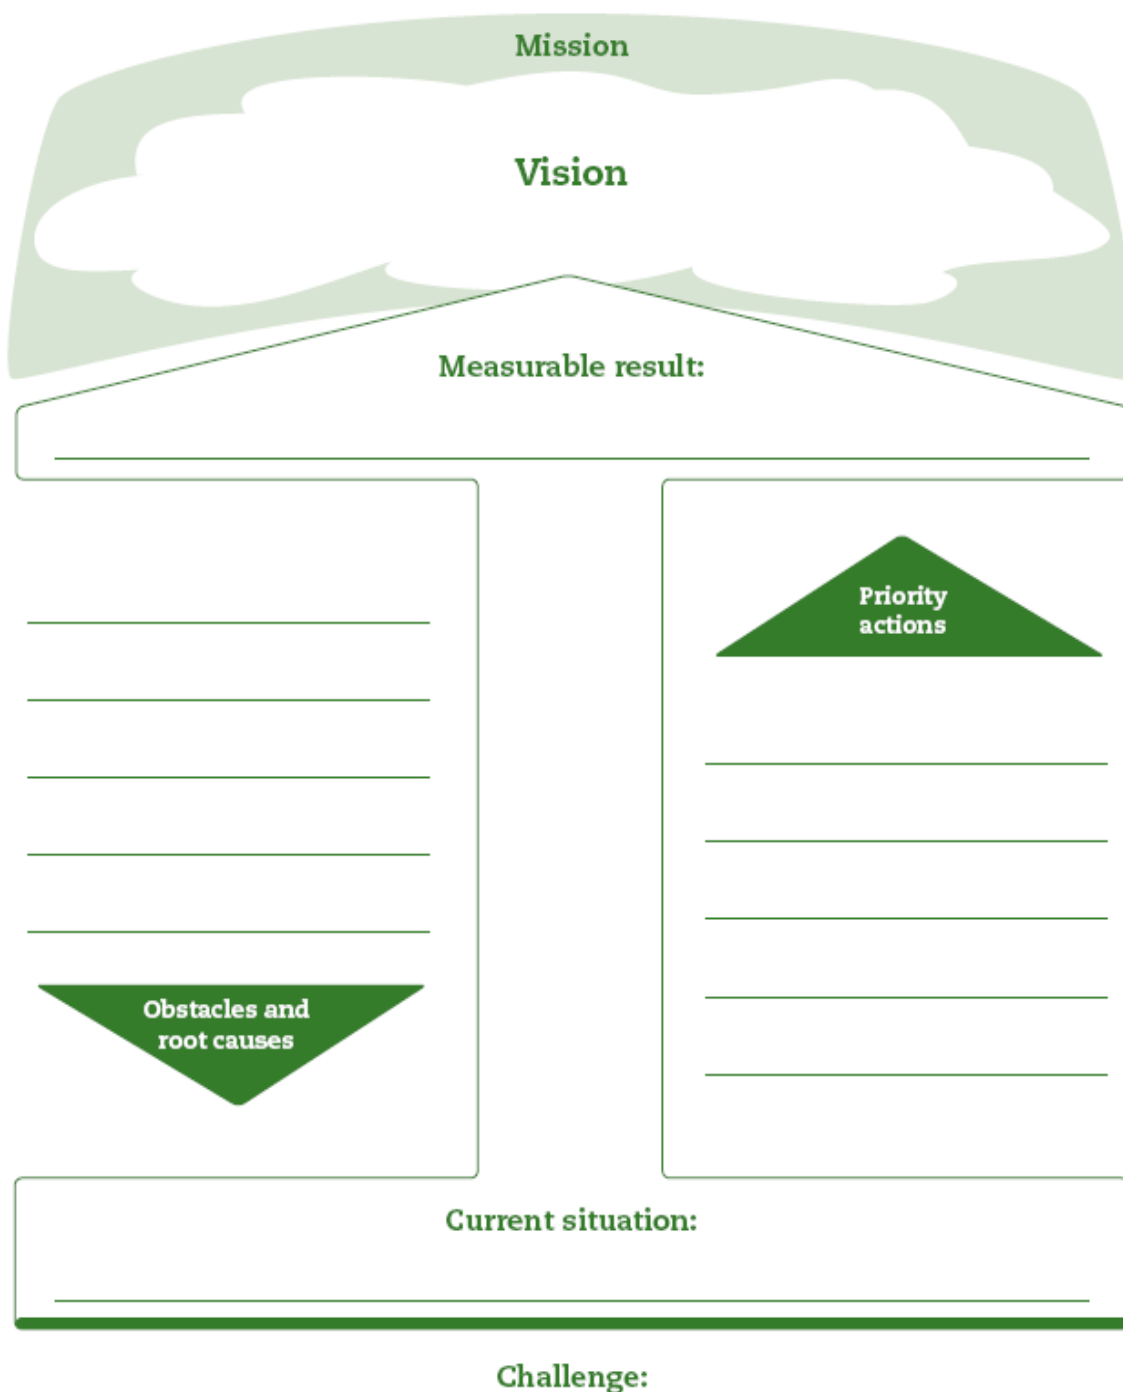 Mission
Vision
Measurable result:
Priority
actions
Obstacles and
root causes
Current situation:
Challenge: